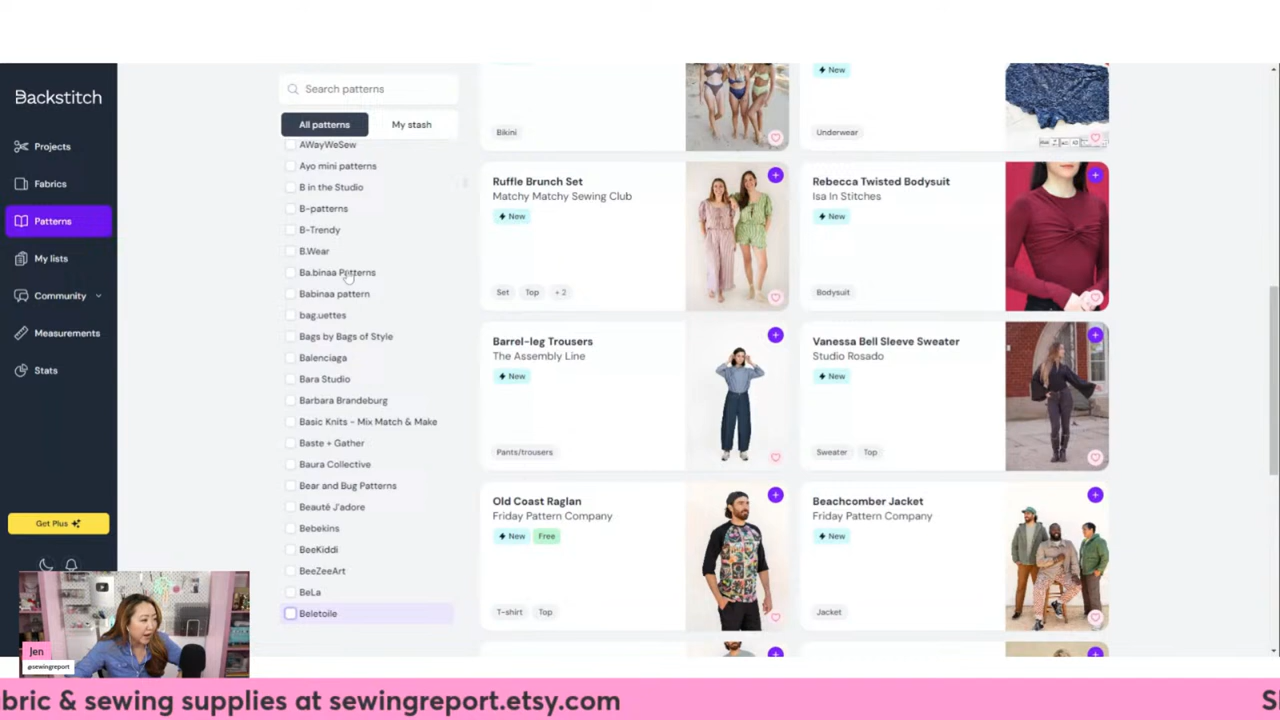 Backstitch
Projects
Fabrics
Patterns
My lists
Community
Measurements
Stats
Get Plus
Jen
@sewingreport
Search patterns
All patterns
My stash
AWayWeSew
Ayo mini patterns
B in the Studio
B-patterns
B-Trendy
B.Wear
Ba.binaa Patterns
Babinaa pattern
bag.uettes
Bags by Bags of Style
Balenciaga
Bara Studio
Barbara Brandeburg
Basic Knits - Mix Match & Make
Baste + Gather
Baura Collective
Bear and Bug Patterns
Beauté J'adore
Bebekins
BeeKiddi
BeeZeeArt
BeLa
Beletoile
Bikini
New
Underwear
Ruffle Brunch Set
Matchy Matchy Sewing Club
New
Set Top + 2
Rebecca Twisted Bodysuit
Isa In Stitches
New
Bodysuit
Barrel-leg Trousers
The Assembly Line
New
Pants/trousers
Vanessa Bell Sleeve Sweater
Studio Rosado
New
Sweater Top
Old Coast Raglan
Friday Pattern Company
New Free
T-shirt Top
Beachcomber Jacket
Friday Pattern Company
New
Jacket
bric & sewing supplies at sewingreport.etsy.com